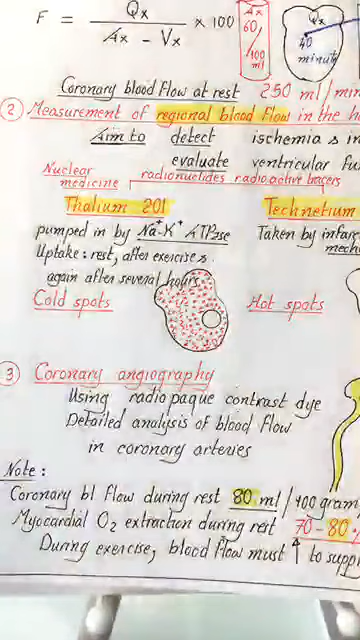 F = Qx / Ax - Vx × 100
Ax
60
/100
ml
Qx
40
minute
Coronary blood flow at rest 250 ml/min
② Measurement of regional blood flow in the
Aim to detect ischemia
evaluate ventricular
Nuclear
medicine
radionuclides radioactive tracers
Thalium 201
Technetium
pumped in by Na+K+ ATPase
Taken by infarc
Uptake: rest, after exercise
mech
again after several hours
Cold spots
Hot spots
③ Coronary angiography
Using radiopaque contrast dye
Detailed analysis of blood flow
in coronary arteries
Note:
Coronary bl flow during rest 80 ml/100 gram
Myocardial O2 extraction during rest 70-80
During exercise, blood flow must ↑ to supp